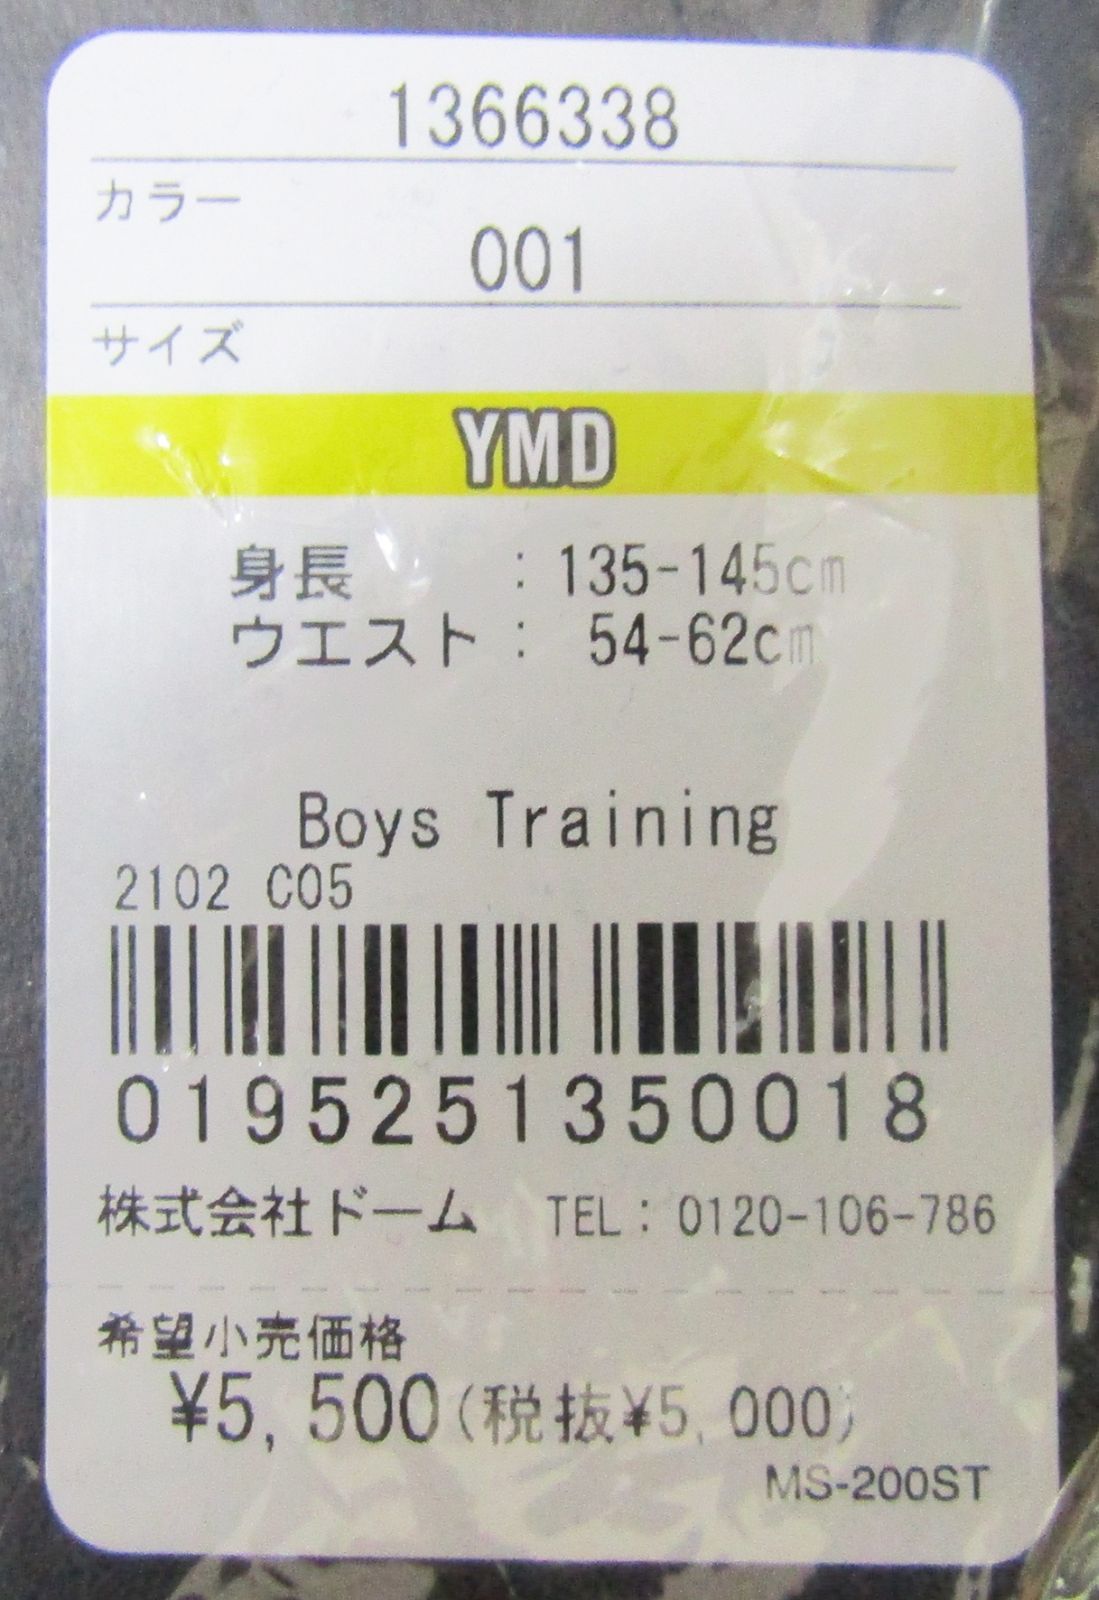 1366338
カラー
001
サイズ
YMD
身長 : 135-145cm
ウエスト : 54-62cm
Boys Training
2102 C05
0195251350018
株式会社ドーム TEL : 0120-106-786
希望小売価格
¥5,500(税抜¥5,000)
MS-200ST